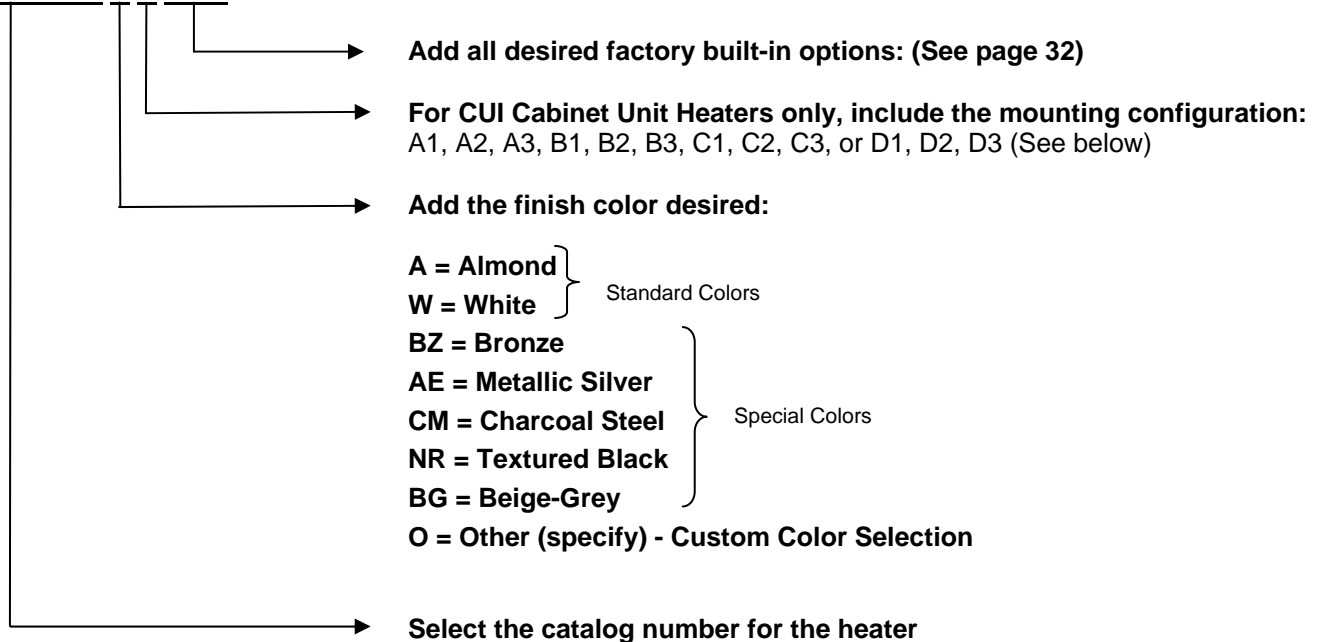 Add all desired factory built-in options: (See page 32)
For CUI Cabinet Unit Heaters only, include the mounting configuration:
A1, A2, A3, B1, B2, B3, C1, C2, C3, or D1, D2, D3 (See below)
Add the finish color desired:
A = Almond
W = White
Standard Colors
BZ = Bronze
AE = Metallic Silver
CM = Charcoal Steel
NR = Textured Black
BG = Beige-Grey
Special Colors
O = Other (specify) - Custom Color Selection
Select the catalog number for the heater